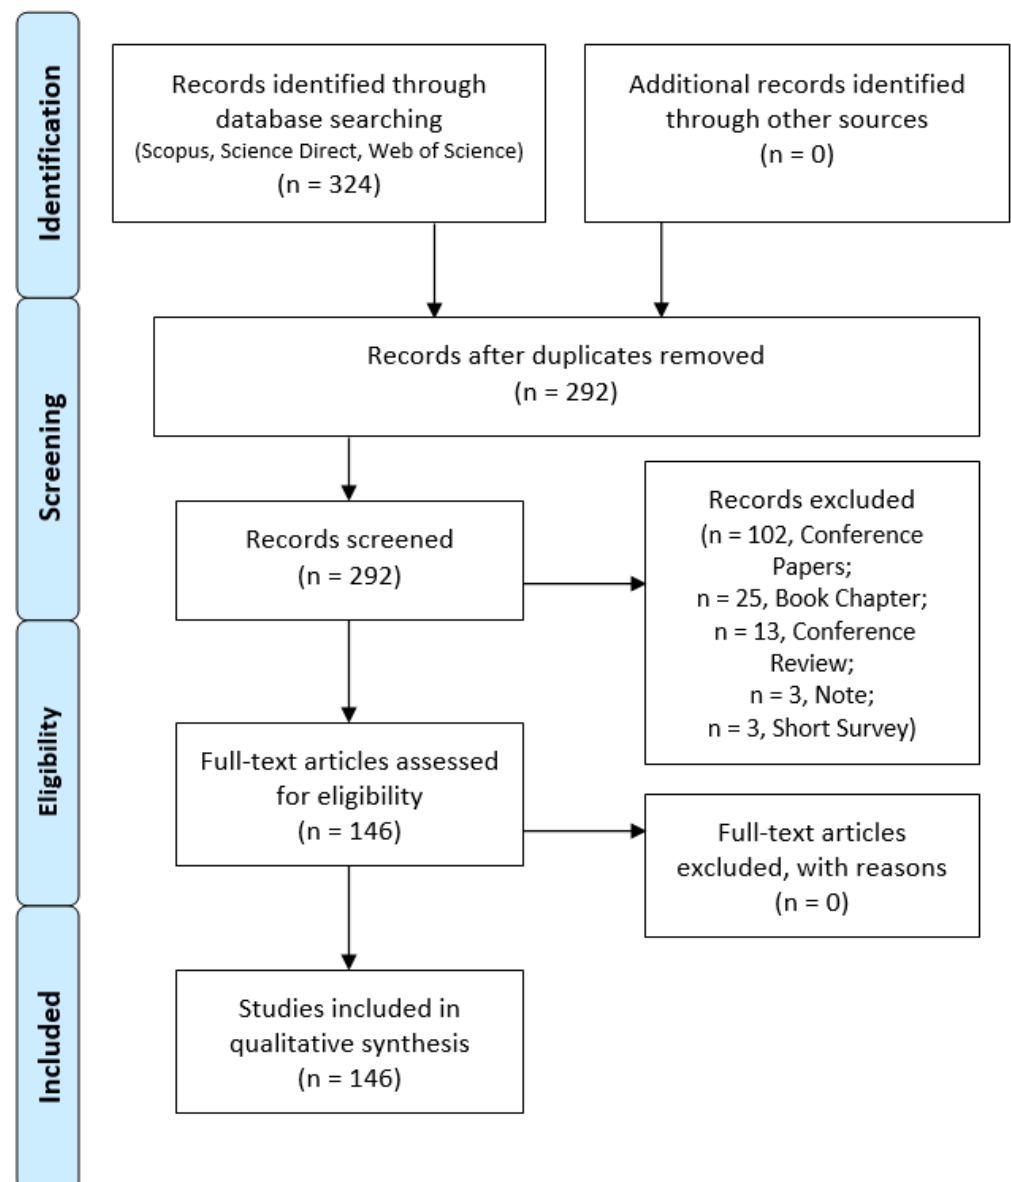 Identification
Records identified through
database searching
(Scopus, Science Direct, Web of Science)
(n = 324)
Additional records identified
through other sources
(n = 0)
Screening
Records after duplicates removed
(n = 292)
Records screened
(n = 292)
Records excluded
(n = 102, Conference
Papers;
n = 25, Book Chapter;
n = 13, Conference
Review;
n = 3, Note;
n = 3, Short Survey)
Eligibility
Full-text articles assessed
for eligibility
(n = 146)
Full-text articles
excluded, with reasons
(n = 0)
Included
Studies included in
qualitative synthesis
(n = 146)